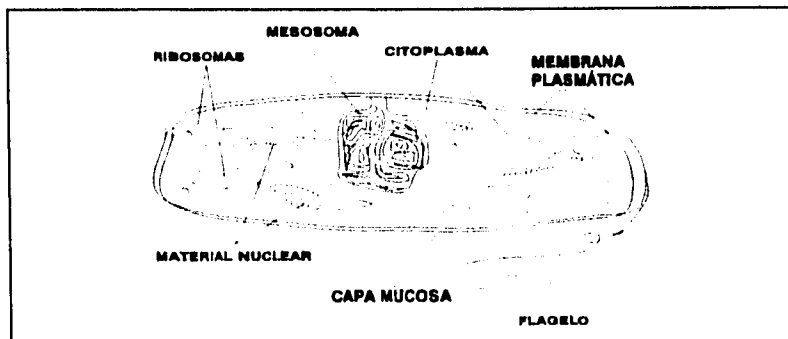 MESOSOMA
RIBOSOMAS
CITOPLASMA
MEMBRANA
PLASMÁTICA
MATERIAL NUCLEAR
CAPA MUCOSA
FLAGELO